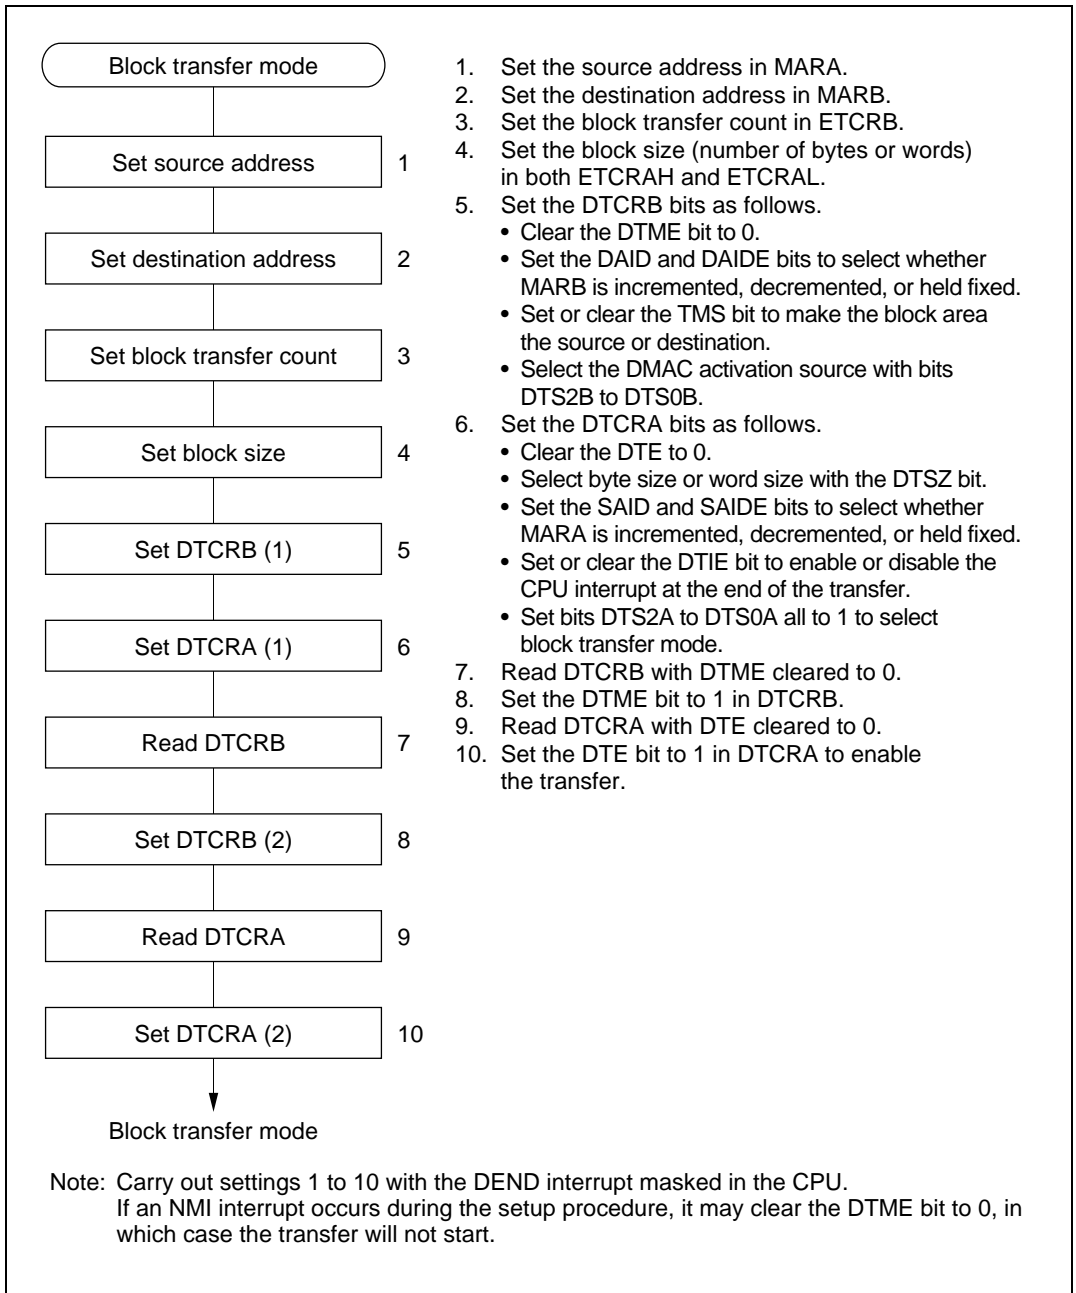 Block transfer mode
Set source address 1
Set destination address 2
Set block transfer count 3
Set block size 4
Set DTCRB (1) 5
Set DTCRA (1) 6
Read DTCRB 7
Set DTCRB (2) 8
Read DTCRA 9
Set DTCRA (2) 10
Block transfer mode
1. Set the source address in MARA.
2. Set the destination address in MARB.
3. Set the block transfer count in ETCRB.
4. Set the block size (number of bytes or words)
in both ETCRAH and ETCRAL.
5. Set the DTCRB bits as follows.
• Clear the DTME bit to 0.
• Set the DAID and DAIDE bits to select whether
MARB is incremented, decremented, or held fixed.
• Set or clear the TMS bit to make the block area
the source or destination.
• Select the DMAC activation source with bits
DTS2B to DTS0B.
6. Set the DTCRA bits as follows.
• Clear the DTE to 0.
• Select byte size or word size with the DTSZ bit.
• Set the SAID and SAIDE bits to select whether
MARA is incremented, decremented, or held fixed.
• Set or clear the DTIE bit to enable or disable the
CPU interrupt at the end of the transfer.
• Set bits DTS2A to DTS0A all to 1 to select
block transfer mode.
7. Read DTCRB with DTME cleared to 0.
8. Set the DTME bit to 1 in DTCRB.
9. Read DTCRA with DTE cleared to 0.
10. Set the DTE bit to 1 in DTCRA to enable
the transfer.
Note: Carry out settings 1 to 10 with the DEND interrupt masked in the CPU.
If an NMI interrupt occurs during the setup procedure, it may clear the DTME bit to 0, in
which case the transfer will not start.